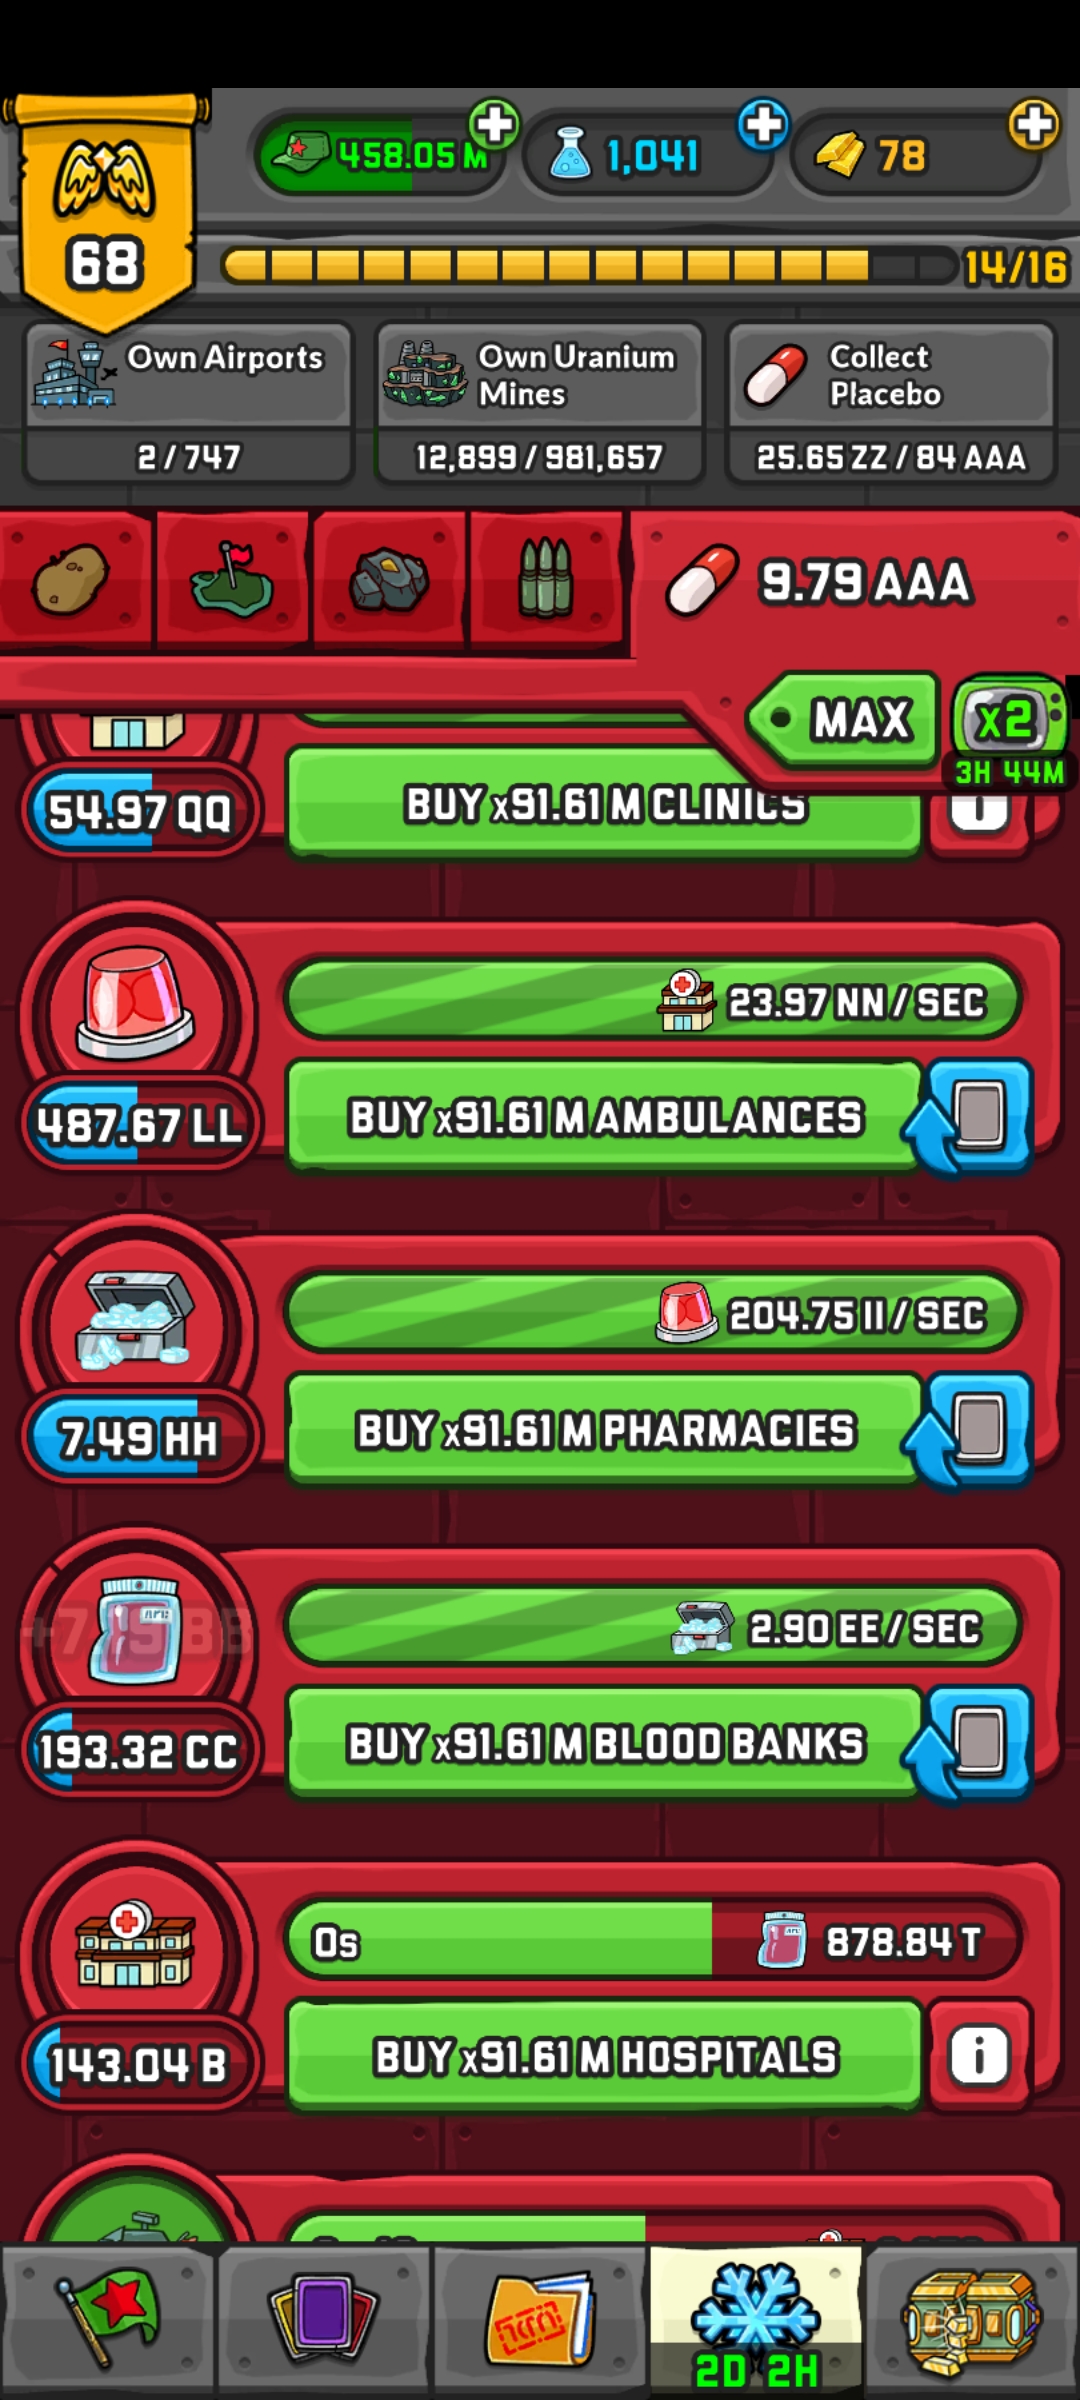 458.05 M
1,041
78
68
14/16
Own Airports
2 / 747
Own Uranium
Mines
12,899 / 981,657
Collect
Placebo
25.65 ZZ / 84 AAA
9.79 AAA
MAX
x2
3H 44M
54.97 QQ
BUY x91.61 M CLINICS
i
23.97 NN / SEC
487.67 LL
BUY x91.61 M AMBULANCES
204.75 II / SEC
7.49 HH
BUY x91.61 M PHARMACIES
2.90 EE / SEC
193.32 CC
BUY x91.61 M BLOOD BANKS
0s
878.84 T
143.04 B
BUY x91.61 M HOSPITALS
i
2D 2H